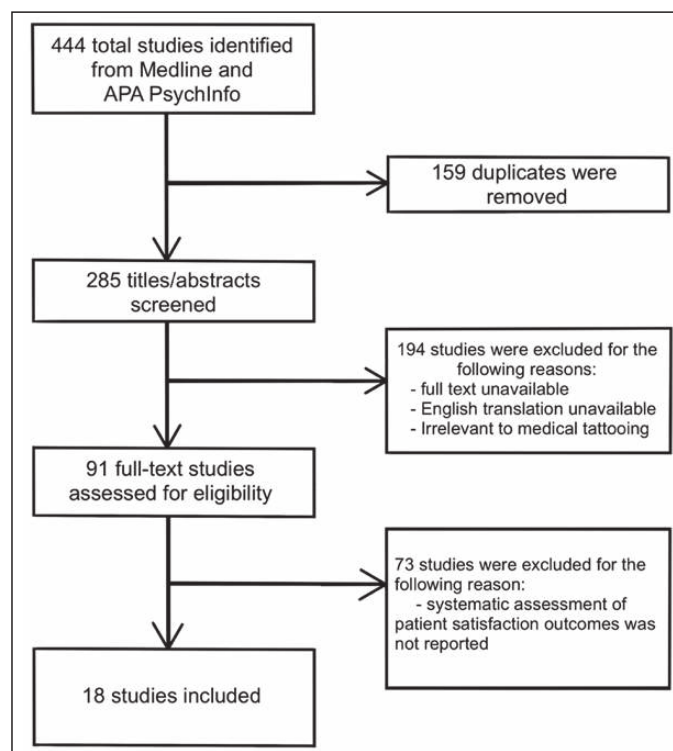 444 total studies identified
from Medline and
APA PsychInfo
159 duplicates were
removed
285 titles/abstracts
screened
194 studies were excluded for the
following reasons:
- full text unavailable
- English translation unavailable
- Irrelevant to medical tattooing
91 full-text studies
assessed for eligibility
73 studies were excluded for the
following reason:
- systematic assessment of
patient satisfaction outcomes was
not reported
18 studies included